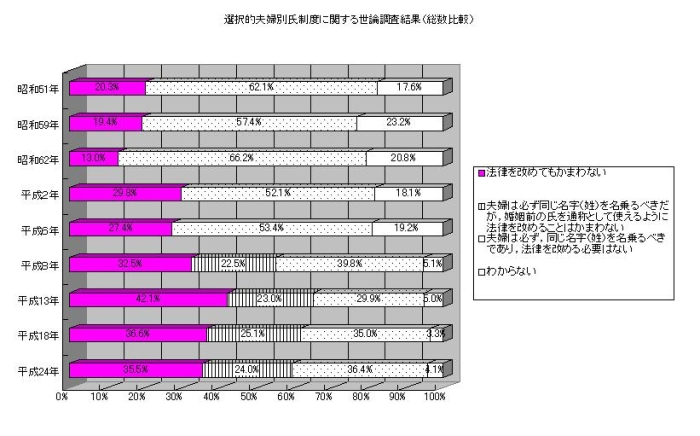 選択的夫婦別氏制度に関する世論調査結果(総数比較)
昭和51年 20.3% 62.1% 17.6%
昭和59年 19.4% 57.4% 23.2%
昭和62年 13.0% 66.2% 20.8%
平成2年 29.8% 52.1% 18.1%
平成6年 27.4% 53.4% 19.2%
平成8年 32.5% 22.5% 39.8% 5.1%
平成13年 42.1% 23.0% 29.9% 5.0%
平成18年 36.6% 25.1% 35.0% 3.3%
平成24年 35.5% 24.0% 36.4% 4.1%
0% 10% 20% 30% 40% 50% 60% 70% 80% 90% 100%
法律を改めてもかまわない
夫婦は必ず同じ名字(姓)を名乗るべきだ
が,婚姻前の氏を通称として使えるように
法律を改めることはかまわない
夫婦は必ず,同じ名字(姓)を名乗るべき
であり,法律を改める必要はない
わからない